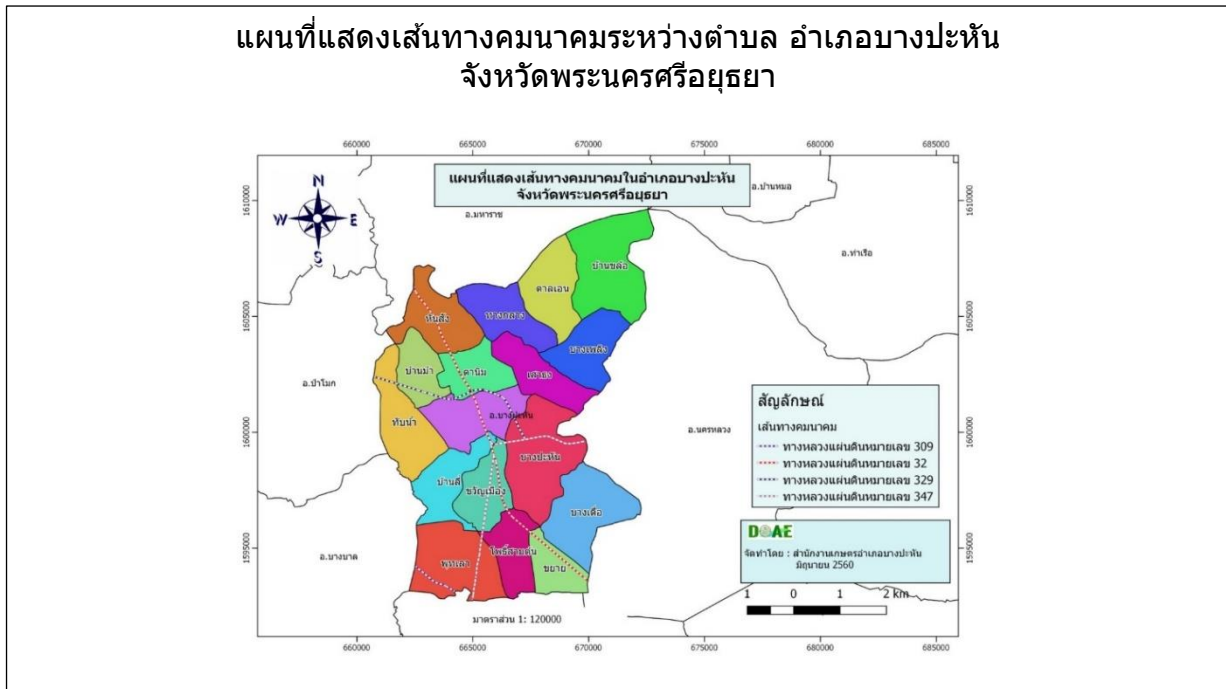 แผนที่แสดงเส้นทางคมนาคมระหว่างตำบล อำเภอบางปะหัน
จังหวัดพระนครศรีอยุธยา
660000 665000 670000 675000 680000 685000
แผนที่แสดงเส้นทางคมนาคมในอำเภอบางปะหัน
จังหวัดพระนครศรีอยุธยา
N
W E
S
1610000
1605000
1600000
1595000
อ.บ้านหมอ
อ.มหาราช
อ.ท่าเรือ
บ้านขล้อ
ตาลเอน
ทางกลาง
หันสัง
บางเพลิง
เสาธง
ตานิม
บ้านม้า
อ.ป่าโมก
ทับน้ำ
อ.บางปะหัน
อ.นครหลวง
บางปะหัน
บ้านลี่
ขวัญเมือง
บางเดื่อ
อ.บางบาล
พุทเลา
โพธิ์สามต้น
ขยาย
สัญลักษณ์
เส้นทางคมนาคม
ทางหลวงแผ่นดินหมายเลข 309
ทางหลวงแผ่นดินหมายเลข 32
ทางหลวงแผ่นดินหมายเลข 329
ทางหลวงแผ่นดินหมายเลข 347
DOAE
จัดทำโดย : สำนักงานเกษตรอำเภอบางปะหัน
มิถุนายน 2560
1 0 1 2 km
มาตราส่วน 1: 120000
1610000
1605000
1600000
1595000
660000 665000 670000 675000 680000 685000